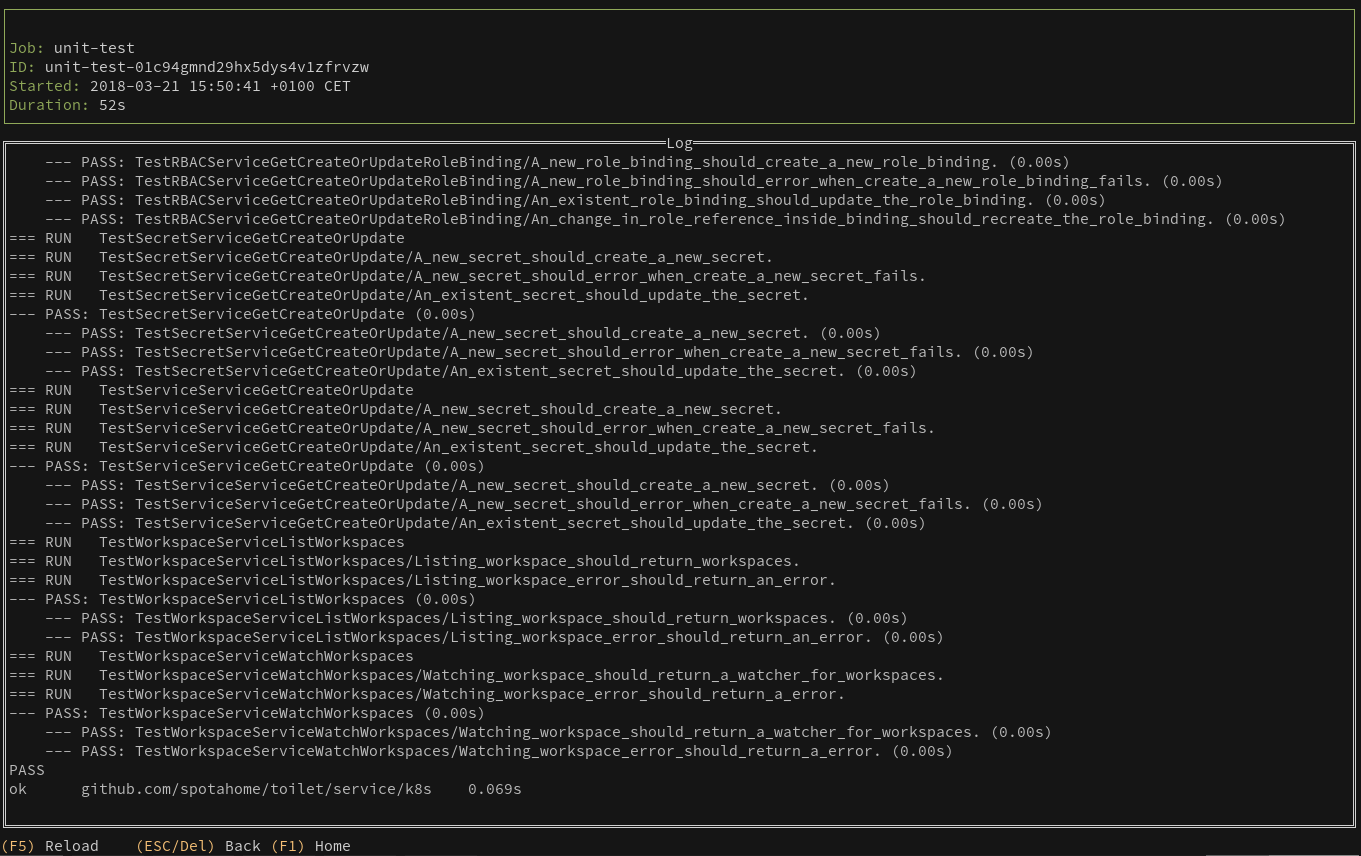 Job: unit-test
ID: unit-test-01c94gmnd29hx5dys4v1zfrvzw
Started: 2018-03-21 15:50:41 +0100 CET
Duration: 52s
Log
--- PASS: TestRBACServiceGetCreateOrUpdateRoleBinding/A_new_role_binding_should_create_a_new_role_binding. (0.00s)
--- PASS: TestRBACServiceGetCreateOrUpdateRoleBinding/A_new_role_binding_should_error_when_create_a_new_role_binding_fails. (0.00s)
--- PASS: TestRBACServiceGetCreateOrUpdateRoleBinding/An_existent_role_binding_should_update_the_role_binding. (0.00s)
--- PASS: TestRBACServiceGetCreateOrUpdateRoleBinding/An_change_in_role_reference_inside_binding_should_recreate_the_role_binding. (0.00s)
=== RUN   TestSecretServiceGetCreateOrUpdate
=== RUN   TestSecretServiceGetCreateOrUpdate/A_new_secret_should_create_a_new_secret.
=== RUN   TestSecretServiceGetCreateOrUpdate/A_new_secret_should_error_when_create_a_new_secret_fails.
=== RUN   TestSecretServiceGetCreateOrUpdate/An_existent_secret_should_update_the_secret.
--- PASS: TestSecretServiceGetCreateOrUpdate (0.00s)
    --- PASS: TestSecretServiceGetCreateOrUpdate/A_new_secret_should_create_a_new_secret. (0.00s)
    --- PASS: TestSecretServiceGetCreateOrUpdate/A_new_secret_should_error_when_create_a_new_secret_fails. (0.00s)
    --- PASS: TestSecretServiceGetCreateOrUpdate/An_existent_secret_should_update_the_secret. (0.00s)
=== RUN   TestServiceServiceGetCreateOrUpdate
=== RUN   TestServiceServiceGetCreateOrUpdate/A_new_secret_should_create_a_new_secret.
=== RUN   TestServiceServiceGetCreateOrUpdate/A_new_secret_should_error_when_create_a_new_secret_fails.
=== RUN   TestServiceServiceGetCreateOrUpdate/An_existent_secret_should_update_the_secret.
--- PASS: TestServiceServiceGetCreateOrUpdate (0.00s)
    --- PASS: TestServiceServiceGetCreateOrUpdate/A_new_secret_should_create_a_new_secret. (0.00s)
    --- PASS: TestServiceServiceGetCreateOrUpdate/A_new_secret_should_error_when_create_a_new_secret_fails. (0.00s)
    --- PASS: TestServiceServiceGetCreateOrUpdate/An_existent_secret_should_update_the_secret. (0.00s)
=== RUN   TestWorkspaceServiceListWorkspaces
=== RUN   TestWorkspaceServiceListWorkspaces/Listing_workspace_should_return_workspaces.
=== RUN   TestWorkspaceServiceListWorkspaces/Listing_workspace_error_should_return_an_error.
--- PASS: TestWorkspaceServiceListWorkspaces (0.00s)
    --- PASS: TestWorkspaceServiceListWorkspaces/Listing_workspace_should_return_workspaces. (0.00s)
    --- PASS: TestWorkspaceServiceListWorkspaces/Listing_workspace_error_should_return_an_error. (0.00s)
=== RUN   TestWorkspaceServiceWatchWorkspaces
=== RUN   TestWorkspaceServiceWatchWorkspaces/Watching_workspace_should_return_a_watcher_for_workspaces.
=== RUN   TestWorkspaceServiceWatchWorkspaces/Watching_workspace_error_should_return_a_error.
--- PASS: TestWorkspaceServiceWatchWorkspaces (0.00s)
    --- PASS: TestWorkspaceServiceWatchWorkspaces/Watching_workspace_should_return_a_watcher_for_workspaces. (0.00s)
    --- PASS: TestWorkspaceServiceWatchWorkspaces/Watching_workspace_error_should_return_a_error. (0.00s)
PASS
ok      github.com/spotahome/toilet/service/k8s    0.069s
(F5) Reload    (ESC/Del) Back (F1) Home